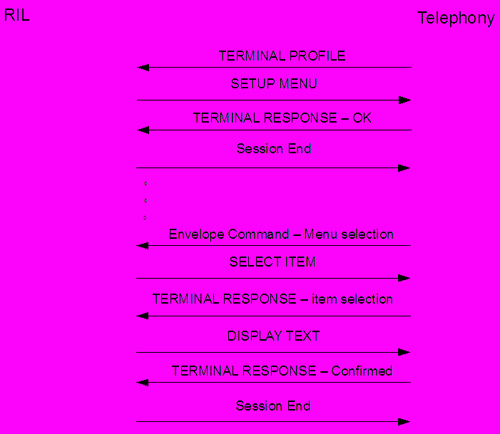 RIL
Telephony
TERMINAL PROFILE
SETUP MENU
TERMINAL RESPONSE – OK
Session End
Envelope Command – Menu selection
SELECT ITEM
TERMINAL RESPONSE – item selection
DISPLAY TEXT
TERMINAL RESPONSE – Confirmed
Session End